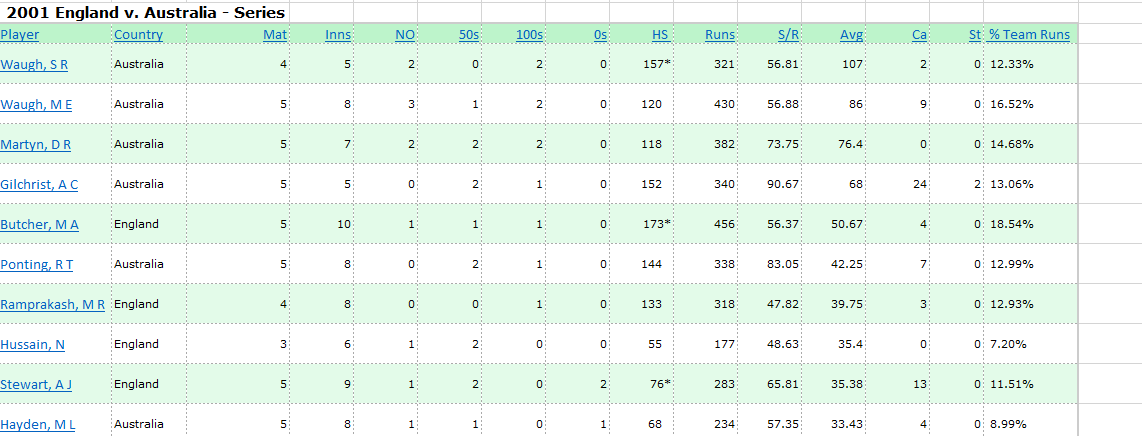 2001 England v. Australia - Series
Player Country Mat Inns NO 50s 100s 0s HS Runs S/R Avg Ca St % Team Runs
Waugh, S R Australia 4 5 2 0 2 0 157* 321 56.81 107 2 0 12.33%
Waugh, M E Australia 5 8 3 1 2 0 120 430 56.88 86 9 0 16.52%
Martyn, D R Australia 5 7 2 2 2 0 118 382 73.75 76.4 0 0 14.68%
Gilchrist, A C Australia 5 5 0 2 1 0 152 340 90.67 68 24 2 13.06%
Butcher, M A England 5 10 1 1 1 0 173* 456 56.37 50.67 4 0 18.54%
Ponting, R T Australia 5 8 0 2 1 0 144 338 83.05 42.25 7 0 12.99%
Ramprakash, M R England 4 8 0 0 1 0 133 318 47.82 39.75 3 0 12.93%
Hussain, N England 3 6 1 2 0 0 55 177 48.63 35.4 0 0 7.20%
Stewart, A J England 5 9 1 2 0 2 76* 283 65.81 35.38 13 0 11.51%
Hayden, M L Australia 5 8 1 1 0 1 68 234 57.35 33.43 4 0 8.99%